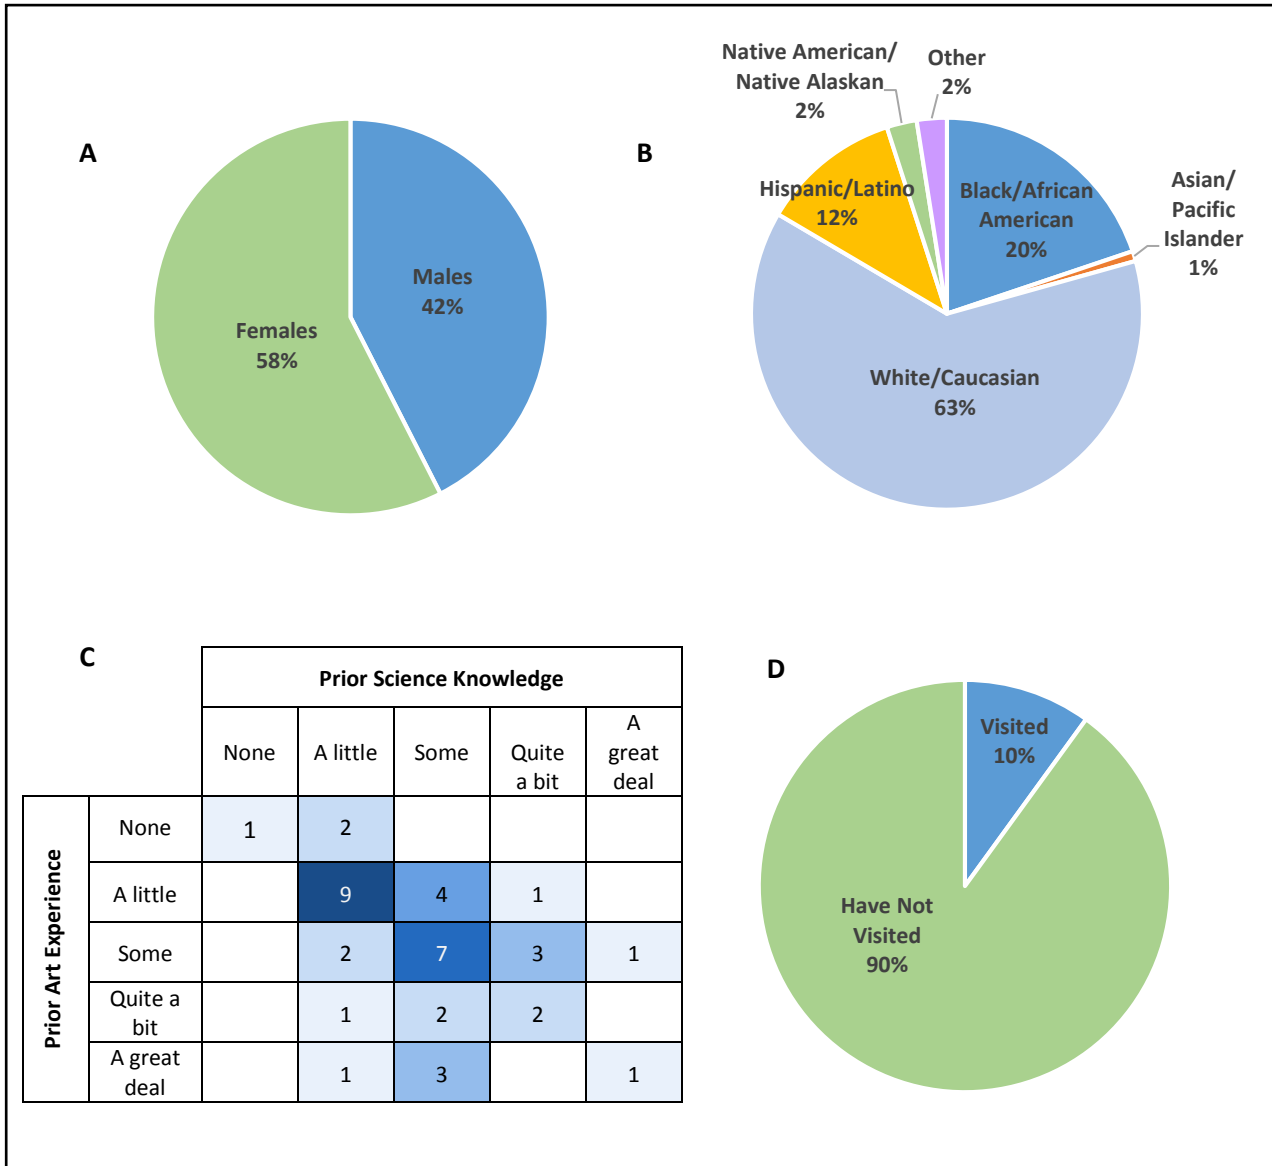 A
Males
42%
Females
58%
B
Native American/
Native Alaskan
2%
Other
2%
Hispanic/Latino
12%
Black/African
American
20%
Asian/
Pacific
Islander
1%
White/Caucasian
63%
C
Prior Science Knowledge
None A little Some Quite a bit A great deal
Prior Art Experience
None 1 2
A little 9 4 1
Some 2 7 3 1
Quite a bit 1 2 2
A great deal 1 3 1
D
Visited
10%
Have Not
Visited
90%